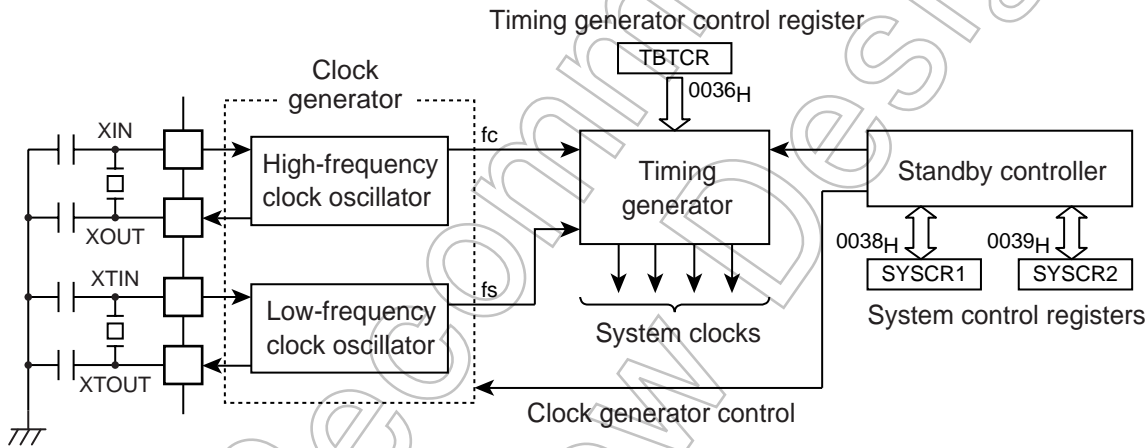 Timing generator control register
TBTCR
0036H
Clock
generator
XIN
XOUT
XTIN
XTOUT
High-frequency
clock oscillator
fc
Low-frequency
clock oscillator
fs
Timing
generator
System clocks
Standby controller
0038H
0039H
SYSCR1
SYSCR2
System control registers
Clock generator control